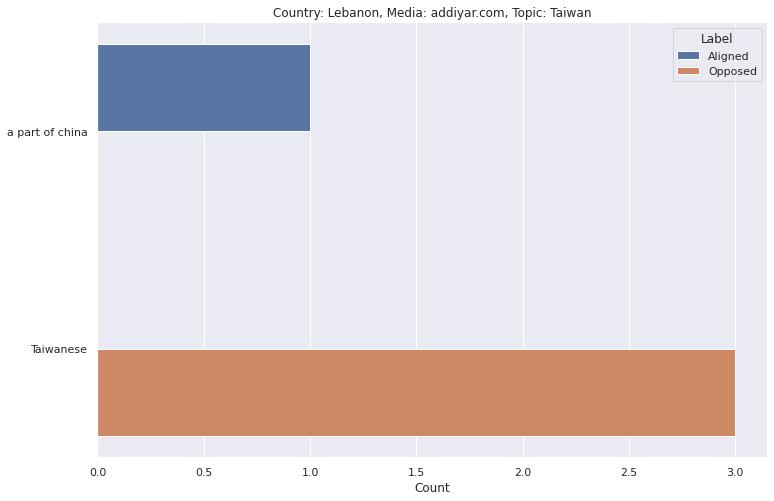 Country: Lebanon, Media: addiyar.com, Topic: Taiwan
Label
Aligned
Opposed
a part of china
Taiwanese
0.0 0.5 1.0 1.5 2.0 2.5 3.0
Count